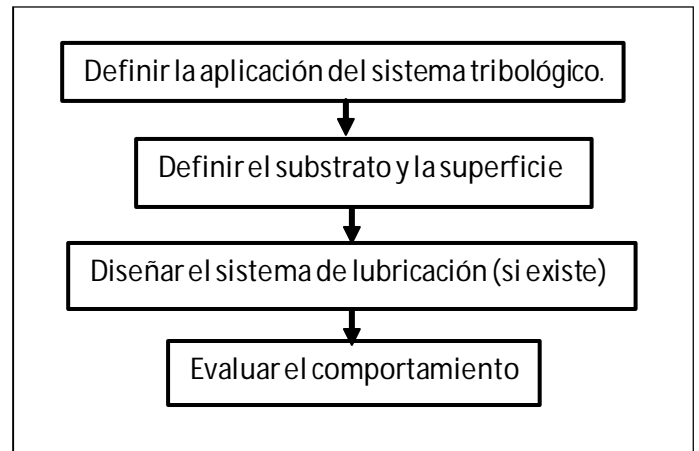 Definir la aplicación del sistema tribológico.
Definir el substrato y la superficie
Diseñar el sistema de lubricación (si existe)
Evaluar el comportamiento